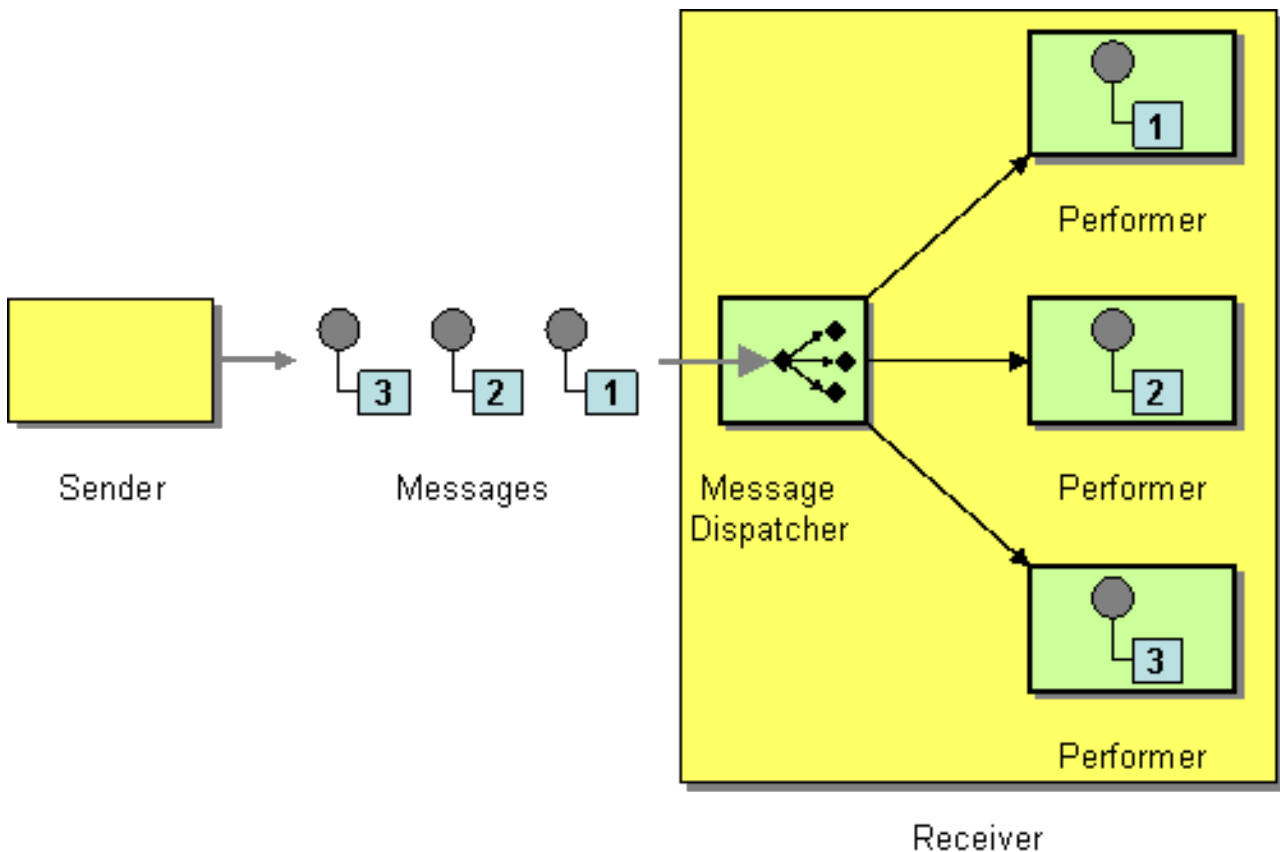 1
Performer
3 2 1
2
Sender
Messages
Message
Dispatcher
Performer
3
Performer
Receiver